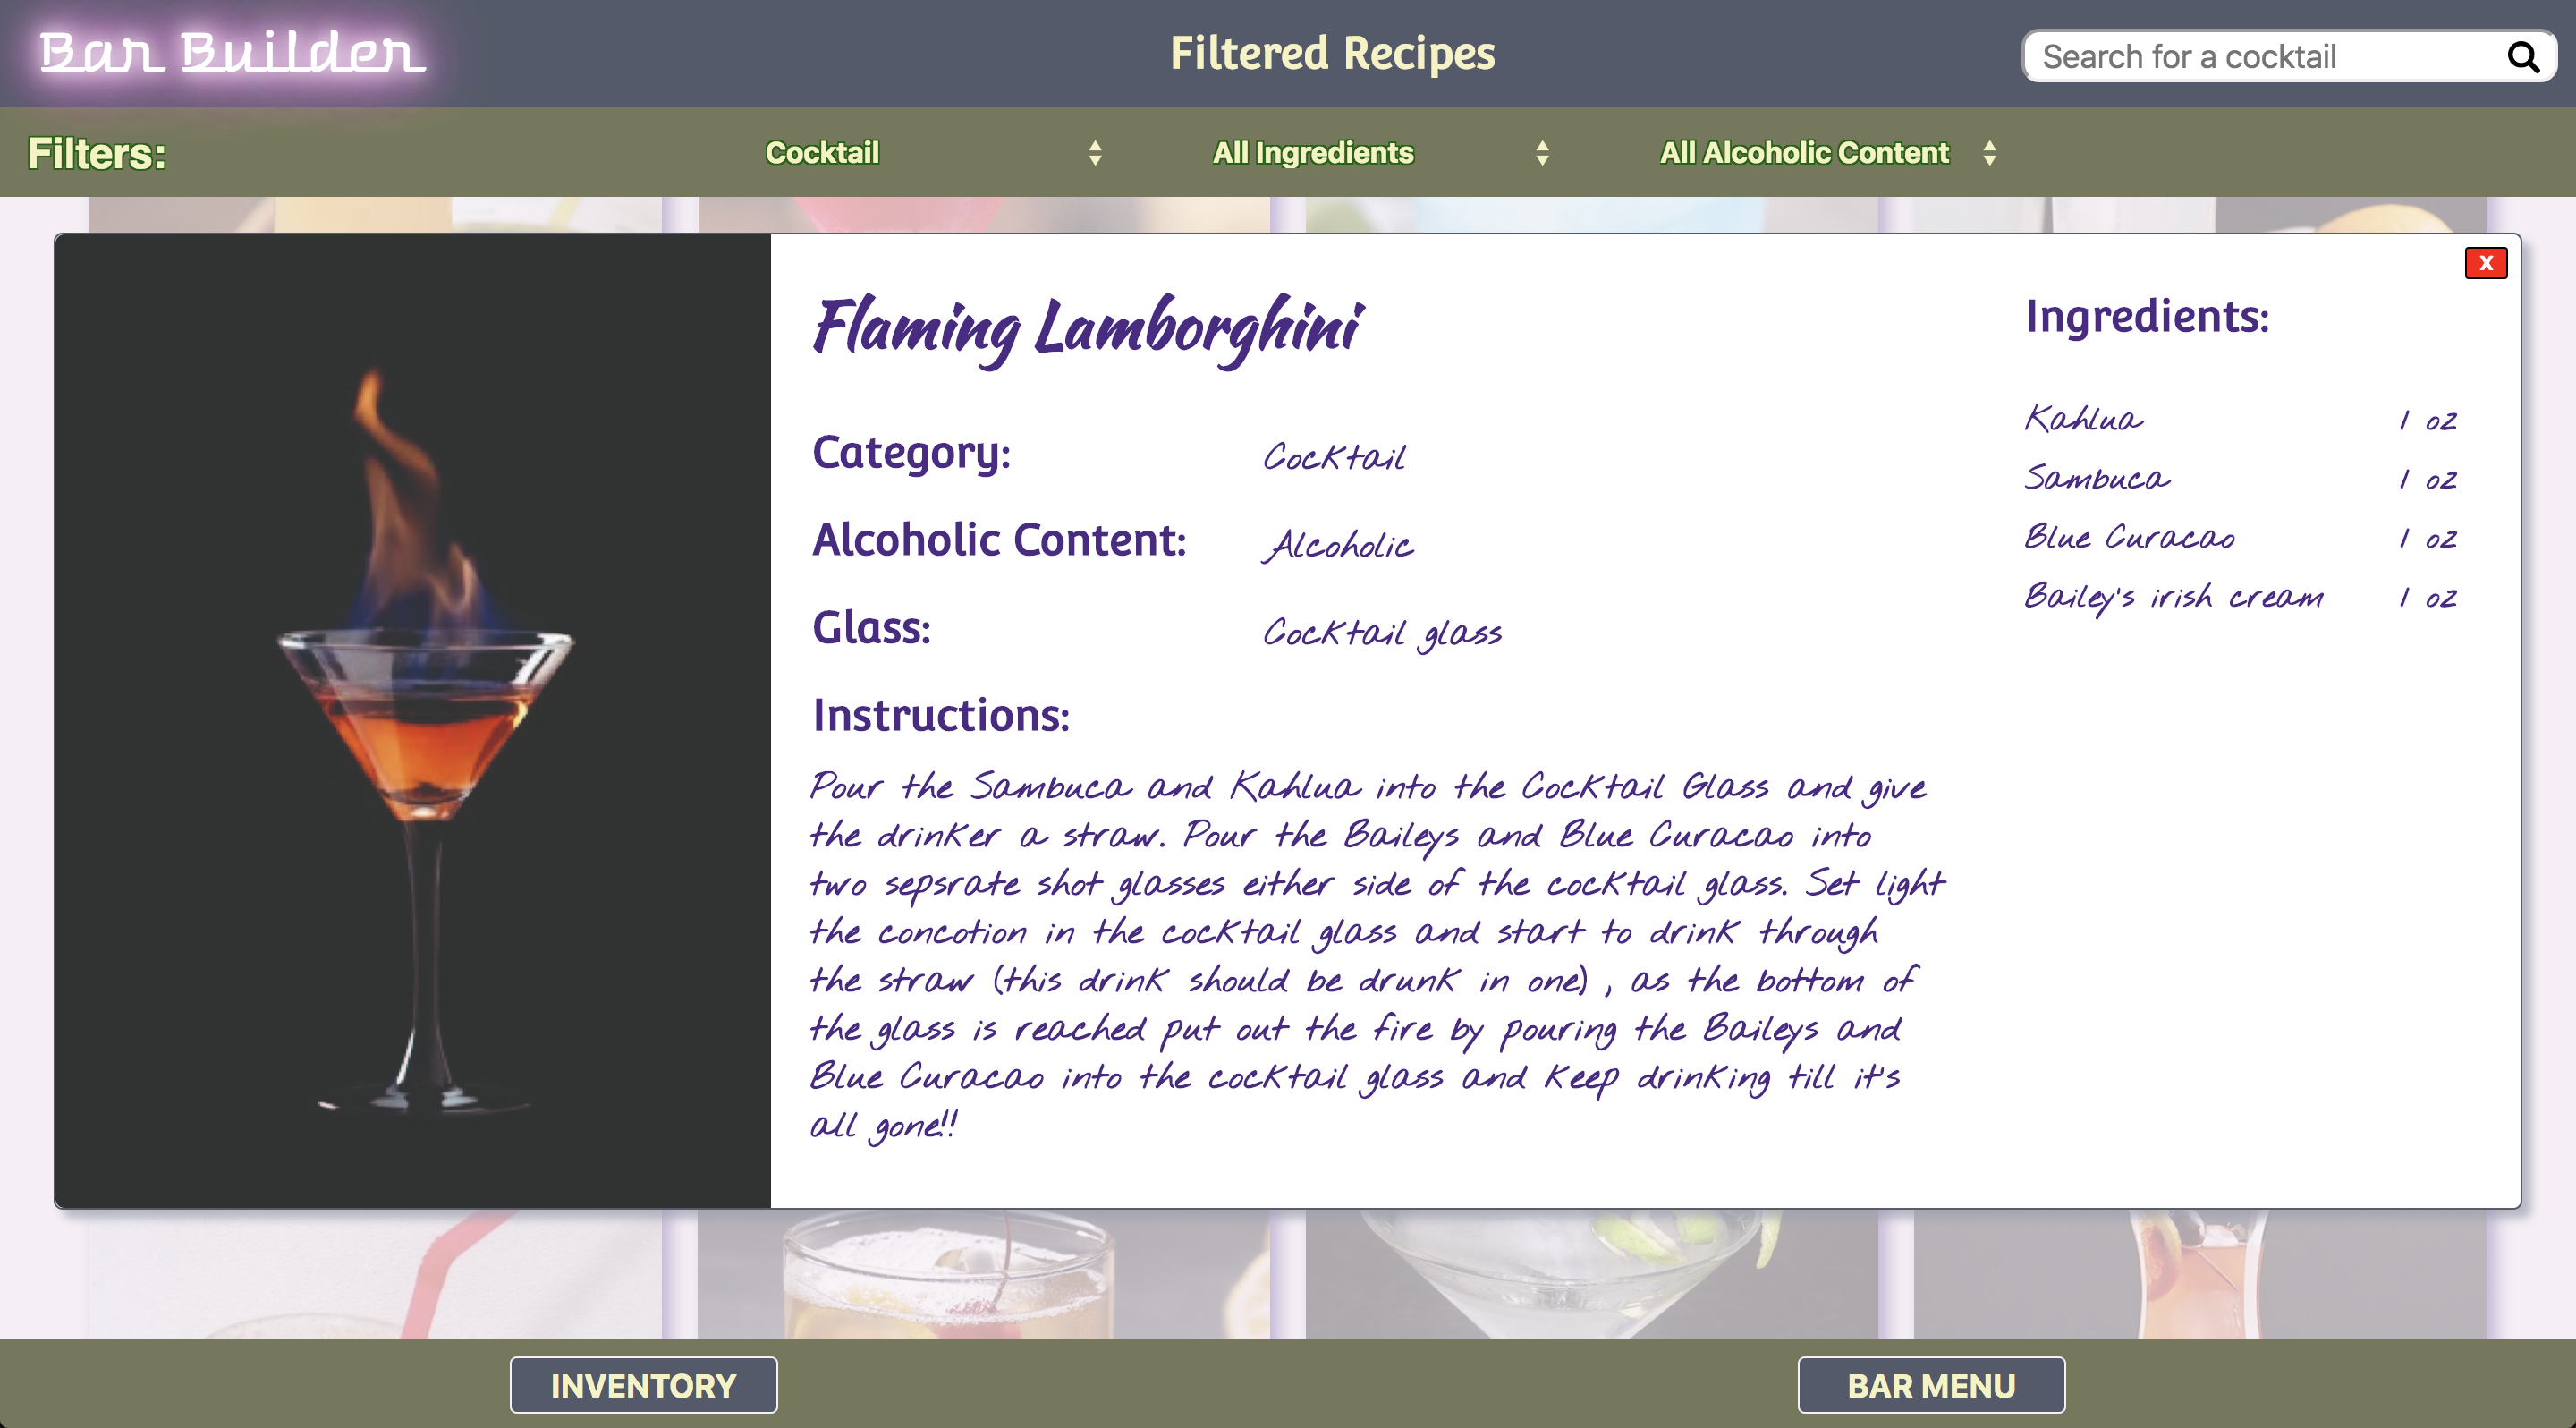 Bar Builder
Filtered Recipes
Search for a cocktail
Filters:
Cocktail
All Ingredients
All Alcoholic Content
X
Flaming Lamborghini
Category: Cocktail
Alcoholic Content: Alcoholic
Glass: Cocktail glass
Instructions:
Pour the Sambuca and Kahlua into the Cocktail Glass and give
the drinker a straw. Pour the Baileys and Blue Curacao into
two sepsrate shot glasses either side of the cocktail glass. Set light
the concotion in the cocktail glass and start to drink through
the straw (this drink should be drunk in one) , as the bottom of
the glass is reached put out the fire by pouring the Baileys and
Blue Curacao into the cocktail glass and keep drinking till it's
all gone!!
Ingredients:
Kahlua 1 oz
Sambuca 1 oz
Blue Curacao 1 oz
Bailey's irish cream 1 oz
INVENTORY
BAR MENU